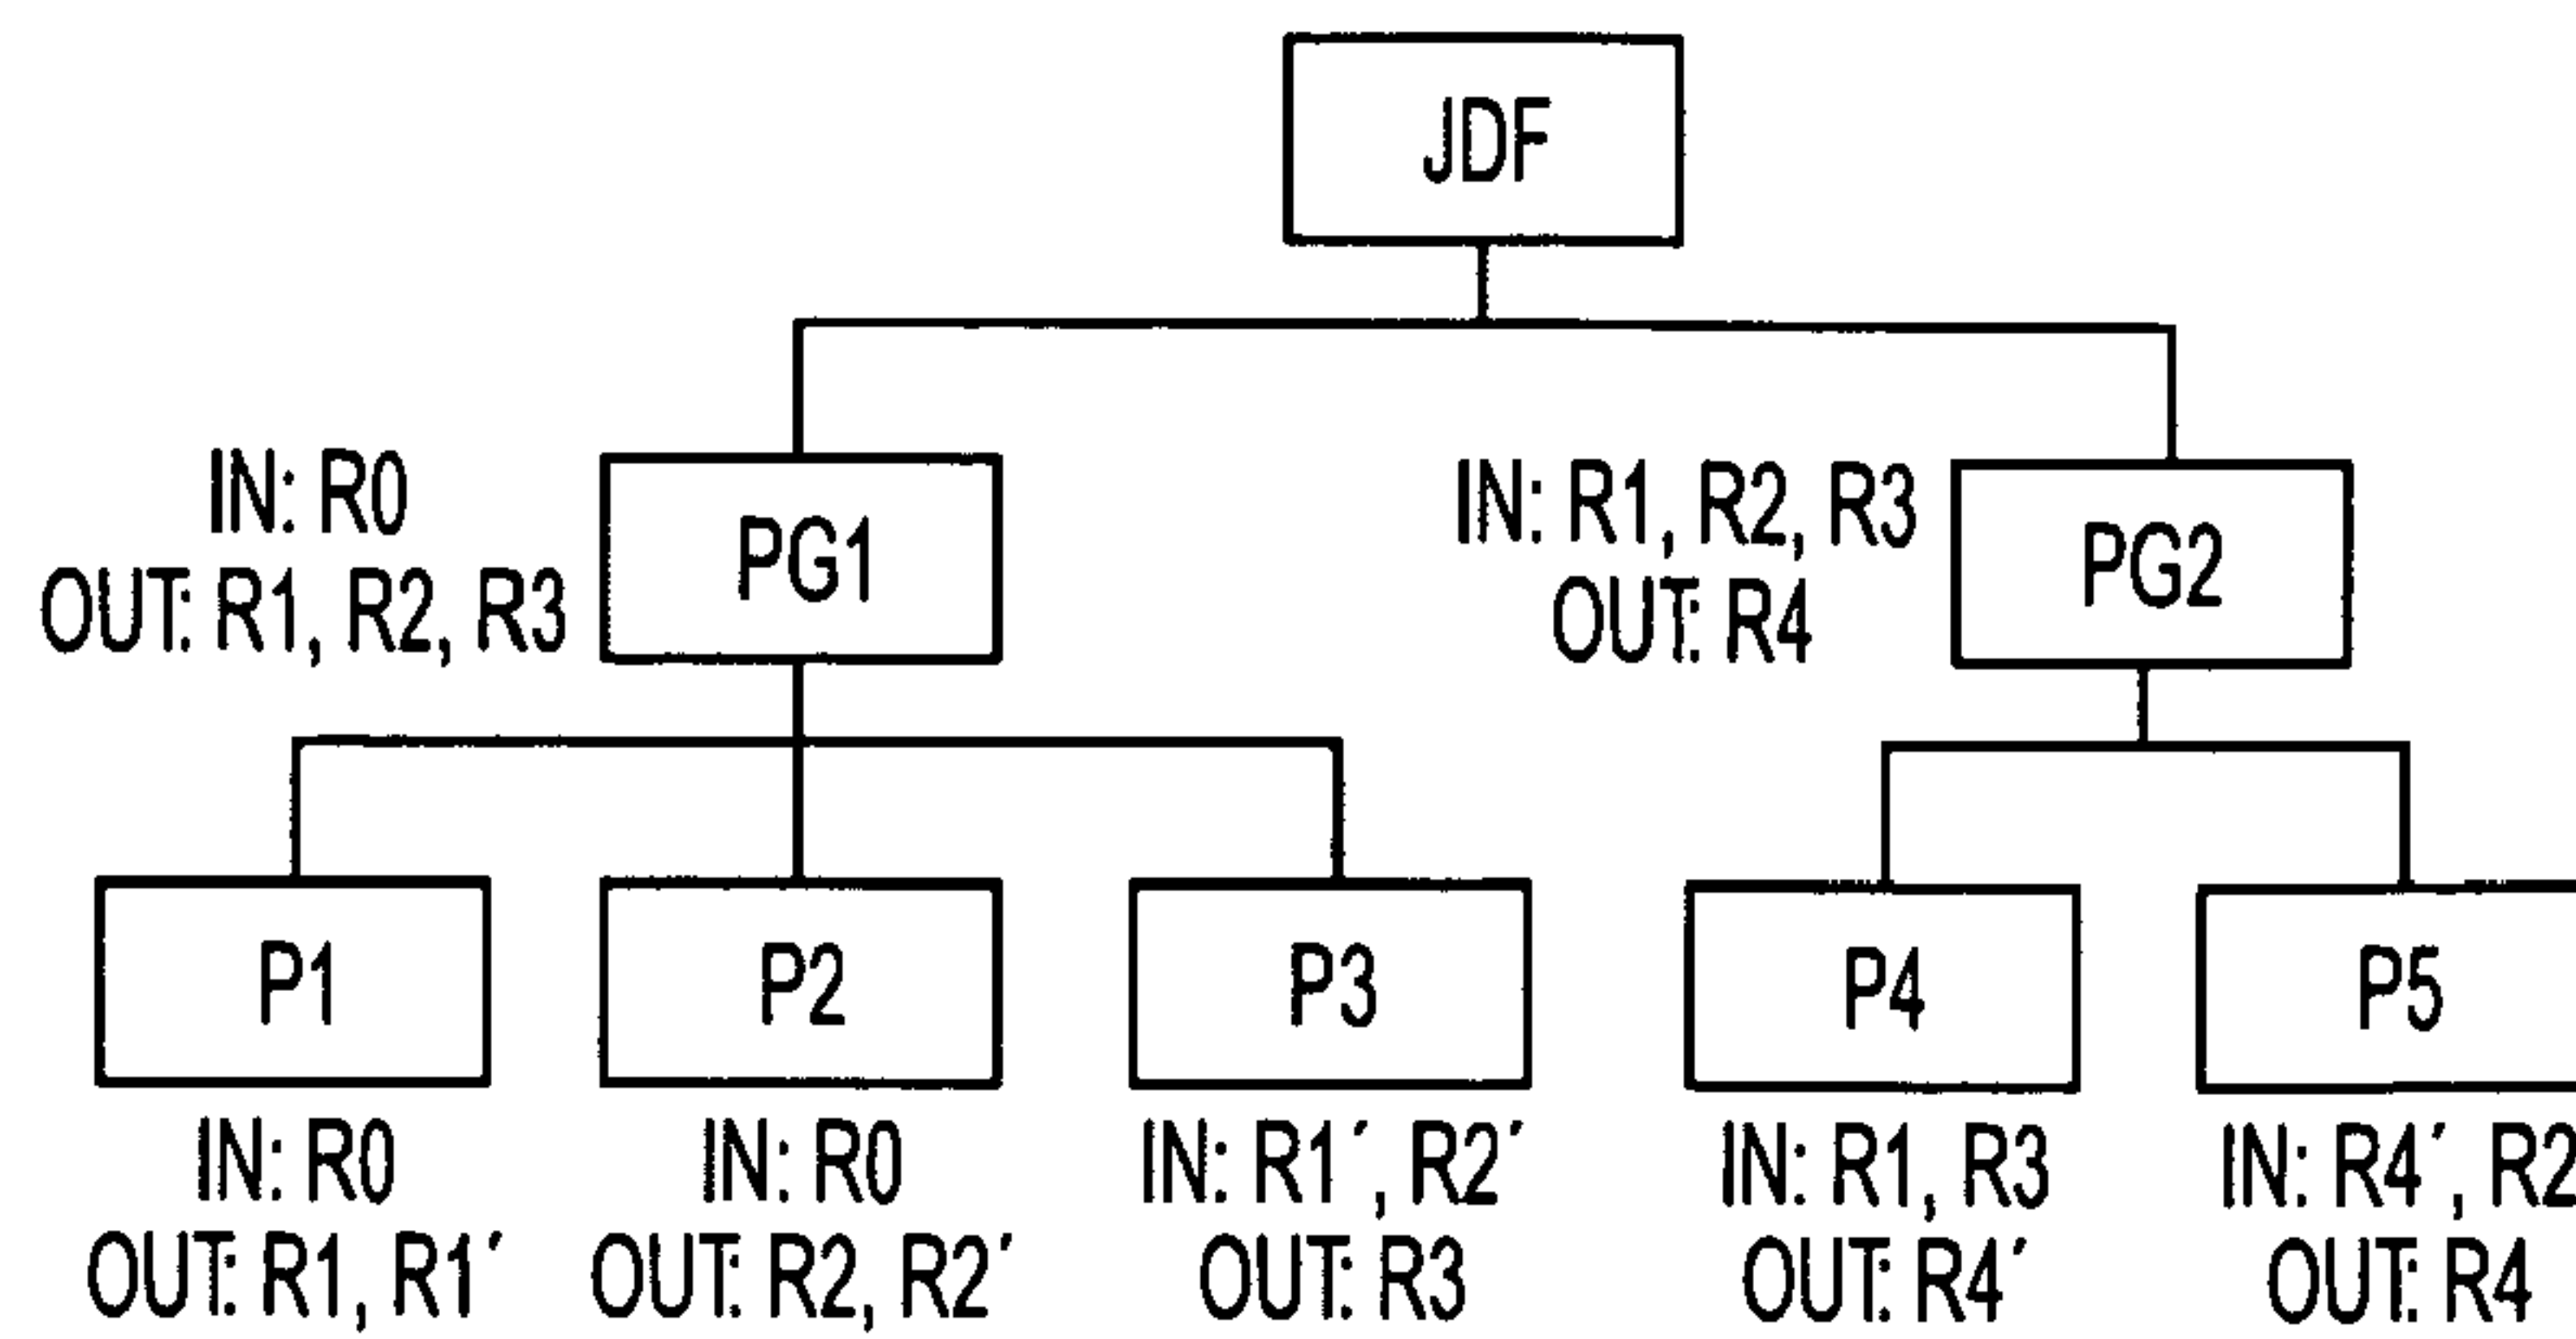 JDF
IN: R0
OUT: R1, R2, R3
PG1
IN: R1, R2, R3
OUT: R4
PG2
P1
P2
P3
P4
P5
IN: R0
OUT: R1, R1´
IN: R0
OUT: R2, R2´
IN: R1´, R2´
OUT: R3
IN: R1, R3
OUT: R4´
IN: R4´, R2
OUT: R4